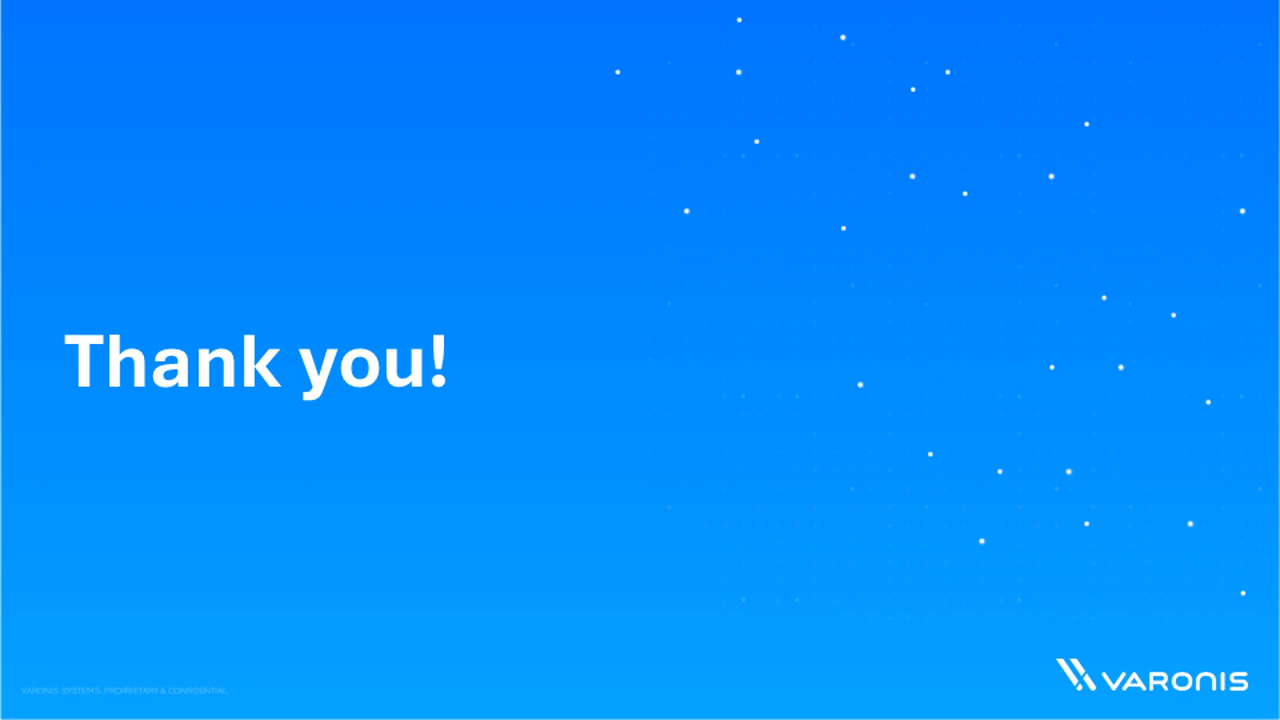 Thank you!
VARONIS SYSTEMS. PROPRIETARY & CONFIDENTIAL
VARONIS